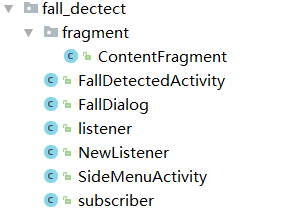 fall_dectect
fragment
ContentFragment
FallDetectedActivity
FallDialog
listener
NewListener
SideMenuActivity
subscriber